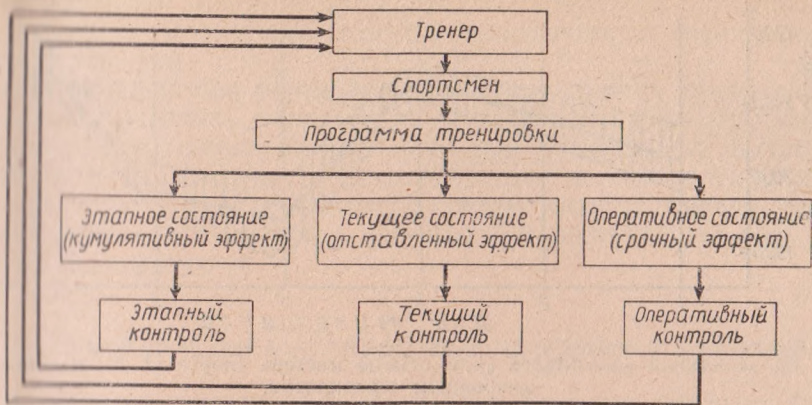 Тренер
Спортсмен
Программа тренировки
Этапное состояние
(кумулятивный эффект)
Текущее состояние
(отставленный эффект)
Оперативное состояние
(срочный эффект)
Этапный
контроль
Текущий
контроль
Оперативный
контроль